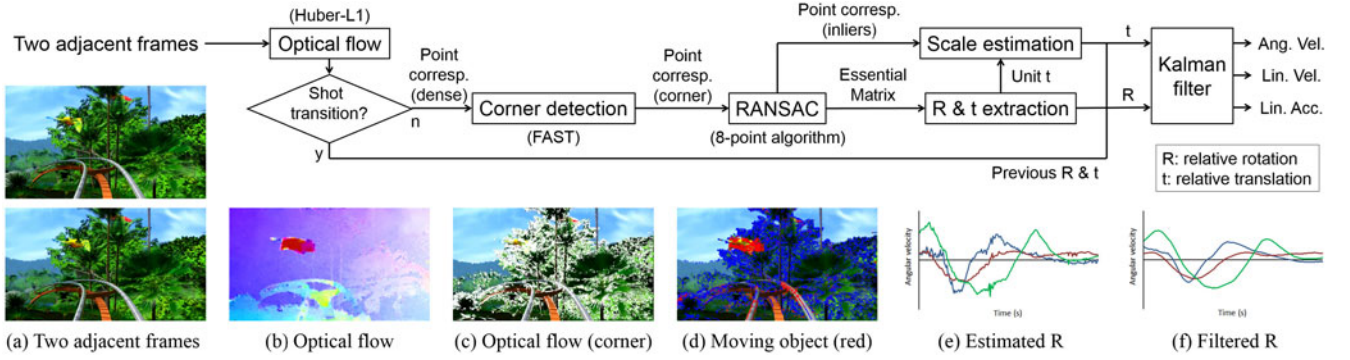 (Huber-L1)
Two adjacent frames
Optical flow
Shot
transition?
n
y
Point
corresp.
(dense)
Corner detection
(FAST)
Point
corresp.
(corner)
RANSAC
(8-point algorithm)
Point corresp.
(inliers)
Essential
Matrix
Scale estimation
Unit t
R & t extraction
t
R
Previous R & t
Kalman
filter
Ang. Vel.
Lin. Vel.
Lin. Acc.
R: relative rotation
t: relative translation
Angular velocity
Time (s)
Angular velocity
Time (s)
(a) Two adjacent frames
(b) Optical flow
(c) Optical flow (corner)
(d) Moving object (red)
(e) Estimated R
(f) Filtered R